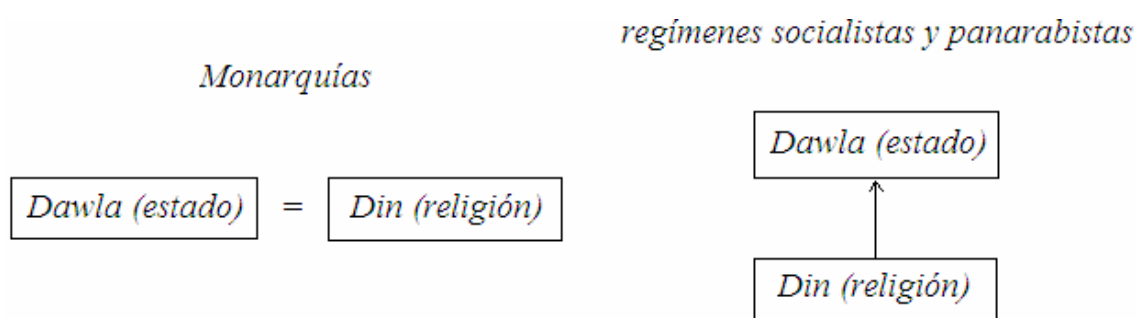 regímenes socialistas y panarabistas
Monarquías
Dawla (estado)
Dawla (estado) = Din (religión)
Din (religión)